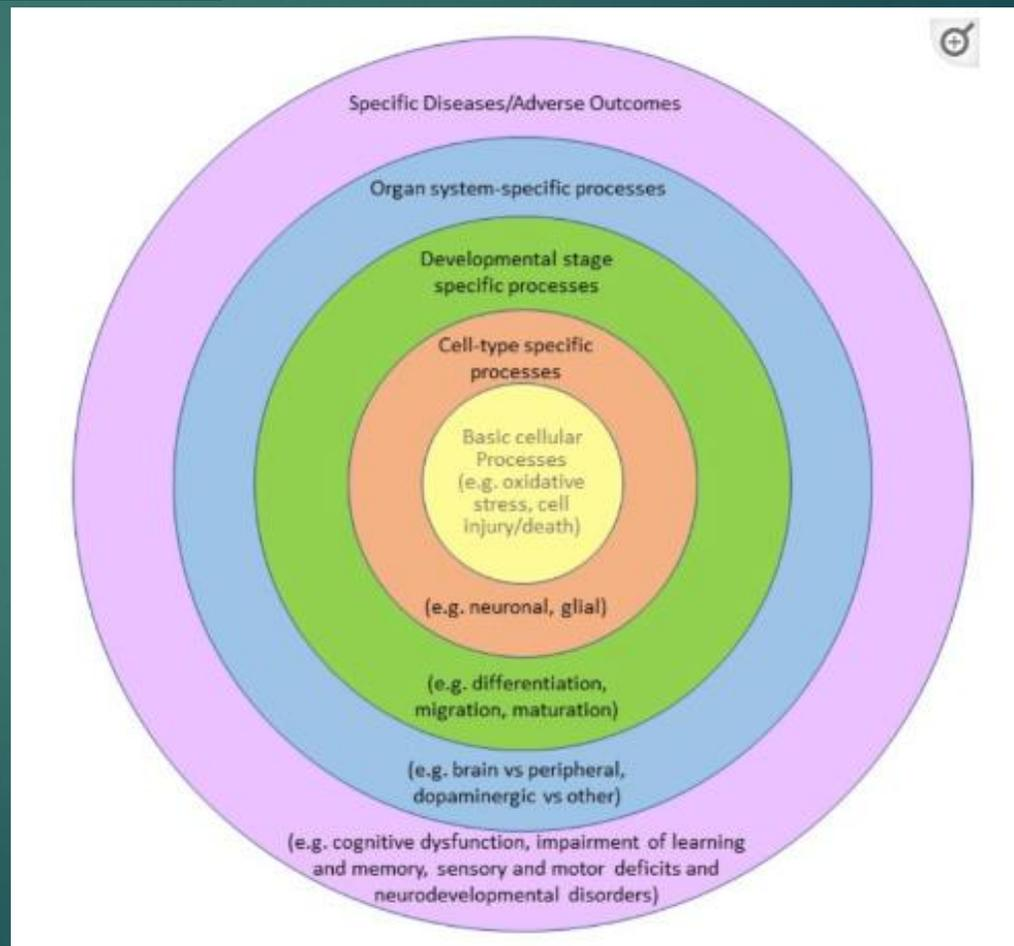 Specific Diseases/Adverse Outcomes
Organ system-specific processes
Developmental stage
specific processes
Cell-type specific
processes
Basic cellular
Processes
(e.g. oxidative
stress, cell
injury/death)
(e.g. neuronal, glial)
(e.g. differentiation,
migration, maturation)
(e.g. brain vs peripheral,
dopaminergic vs other)
(e.g. cognitive dysfunction, impairment of learning
and memory, sensory and motor deficits and
neurodevelopmental disorders)